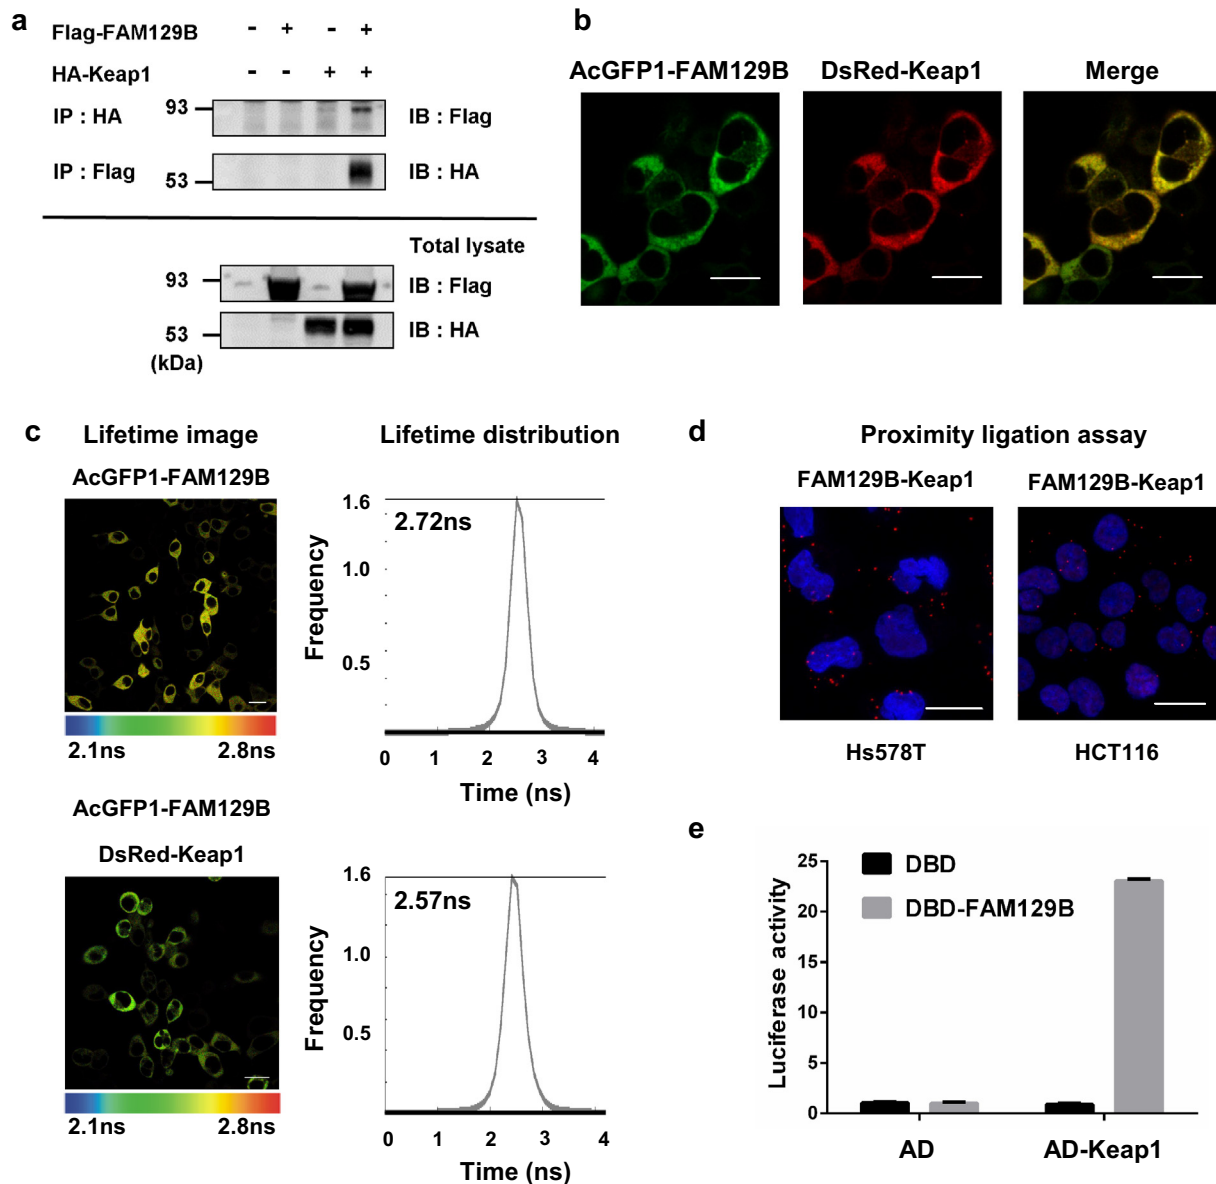 a
Flag-FAM129B - + - +
HA-Keap1 - - + +
IP : HA 93 IB : Flag
IP : Flag 53 IB : HA
Total lysate
93 IB : Flag
53 IB : HA
(kDa)
b
AcGFP1-FAM129B DsRed-Keap1 Merge
c
Lifetime image Lifetime distribution
AcGFP1-FAM129B
2.1ns 2.8ns
1.6
2.72ns
1.0
0.5
Frequency
0 1 2 3 4
Time (ns)
AcGFP1-FAM129B
DsRed-Keap1
2.1ns 2.8ns
1.6
2.57ns
1.0
0.5
Frequency
0 1 2 3 4
Time (ns)
d
Proximity ligation assay
FAM129B-Keap1 FAM129B-Keap1
Hs578T HCT116
e
DBD
DBD-FAM129B
Luciferase activity
25
20
15
10
5
0
AD AD-Keap1